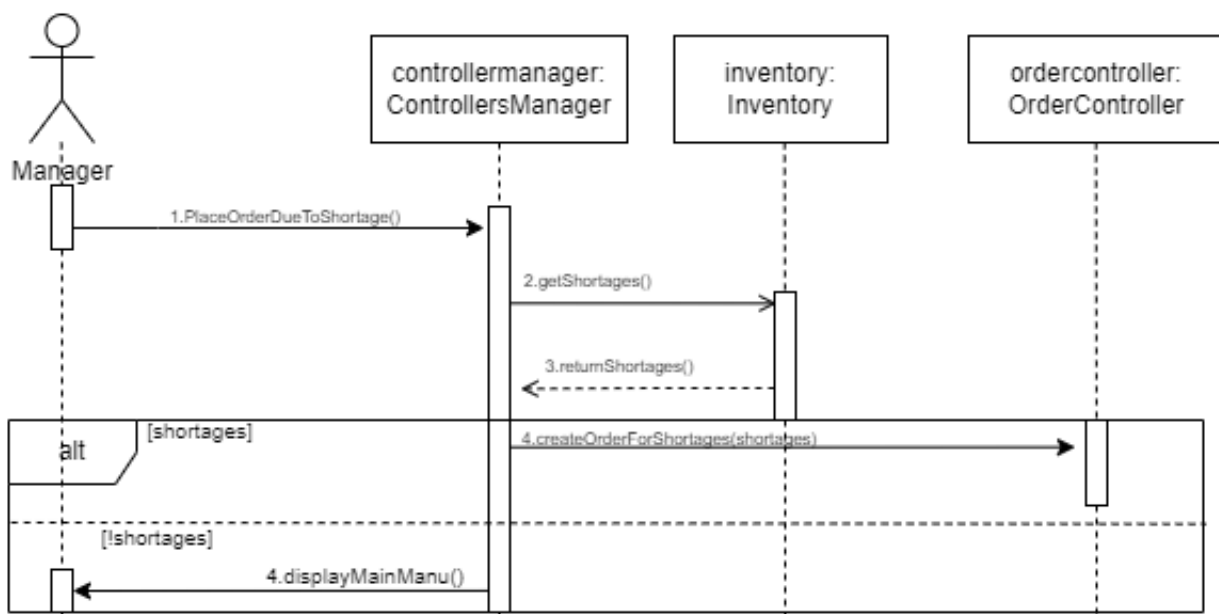 controllermanager:
ControllersManager
inventory:
Inventory
ordercontroller:
OrderController
Manager
1.PlaceOrderDueToShortage()
2.getShortages()
3.returnShortages()
alt
[shortages]
4.createOrderForShortages(shortages)
[!shortages]
4.displayMainManu()